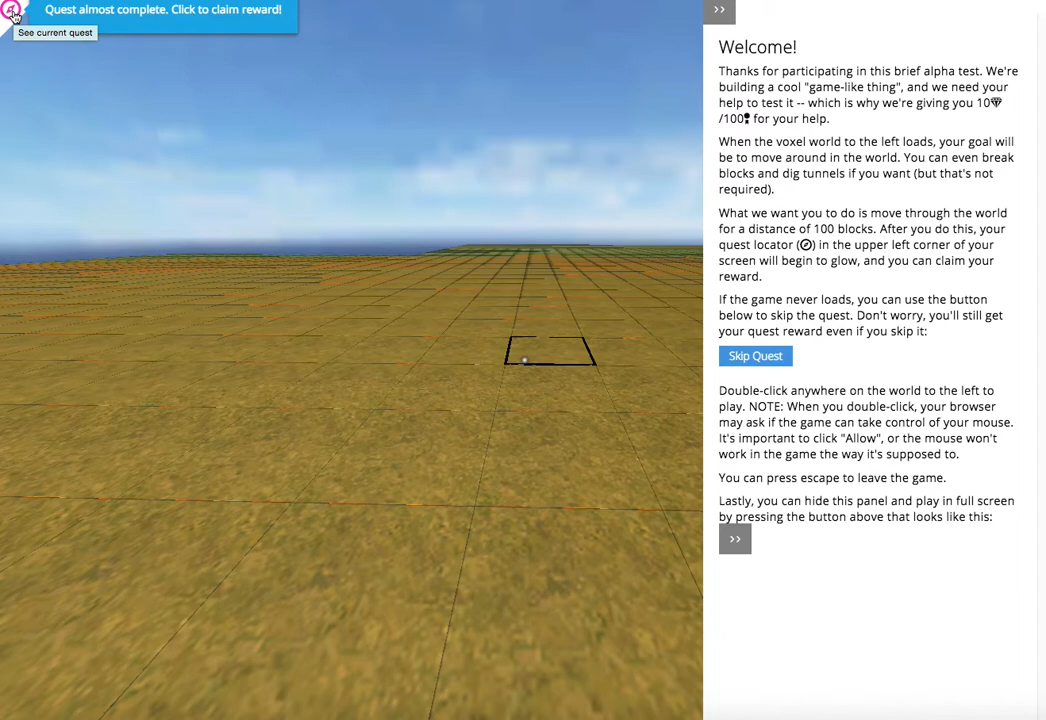 Quest almost complete. Click to claim reward!
See current quest
>>
Welcome!
Thanks for participating in this brief alpha test. We're
building a cool "game-like thing", and we need your
help to test it -- which is why we're giving you 10
/100 for your help.
When the voxel world to the left loads, your goal will
be to move around in the world. You can even break
blocks and dig tunnels if you want (but that's not
required).
What we want you to do is move through the world
for a distance of 100 blocks. After you do this, your
quest locator () in the upper left corner of your
screen will begin to glow, and you can claim your
reward.
If the game never loads, you can use the button
below to skip the quest. Don't worry, you'll still get
your quest reward even if you skip it:
Skip Quest
Double-click anywhere on the world to the left to
play. NOTE: When you double-click, your browser
may ask if the game can take control of your mouse.
It's important to click "Allow", or the mouse won't
work in the game the way it's supposed to.
You can press escape to leave the game.
Lastly, you can hide this panel and play in full screen
by pressing the button above that looks like this:
>>